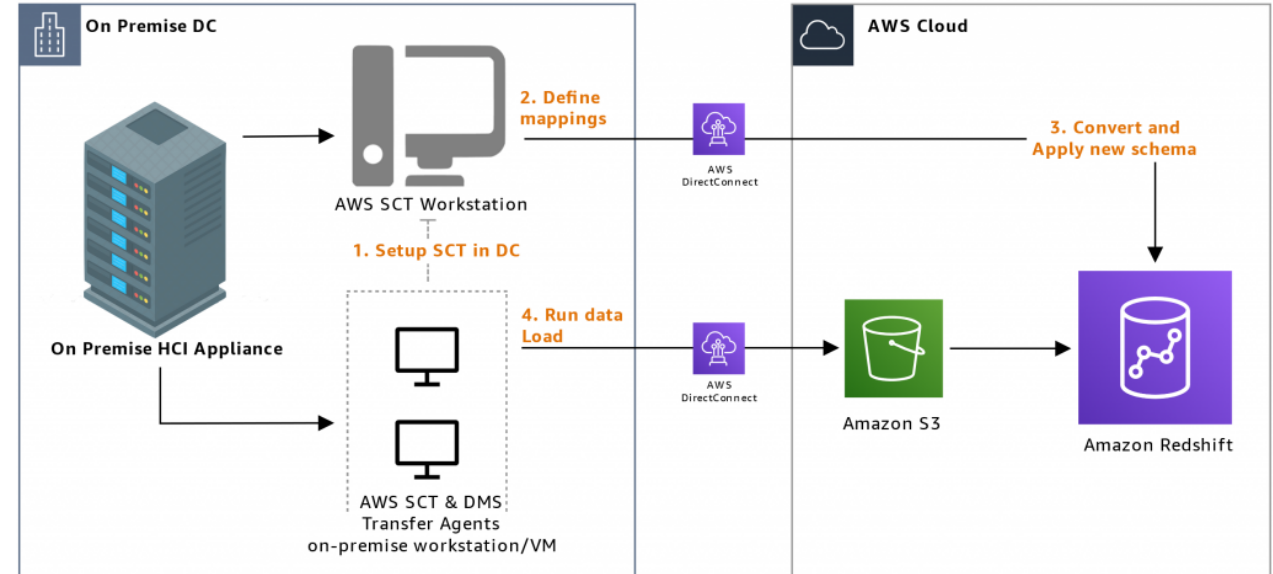 On Premise DC
AWS Cloud
2. Define
mappings
3. Convert and
Apply new schema
AWS
DirectConnect
AWS SCT Workstation
1. Setup SCT in DC
4. Run data
Load
On Premise HCI Appliance
AWS
DirectConnect
Amazon S3
Amazon Redshift
AWS SCT & DMS
Transfer Agents
on-premise workstation/VM